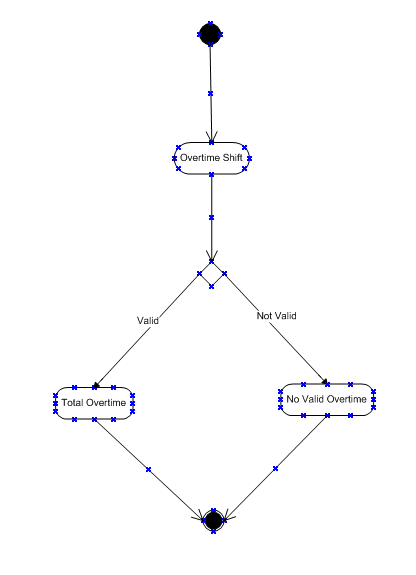 Overtime Shift
Not Valid
Valid
No Valid Overtime
Total Overtime